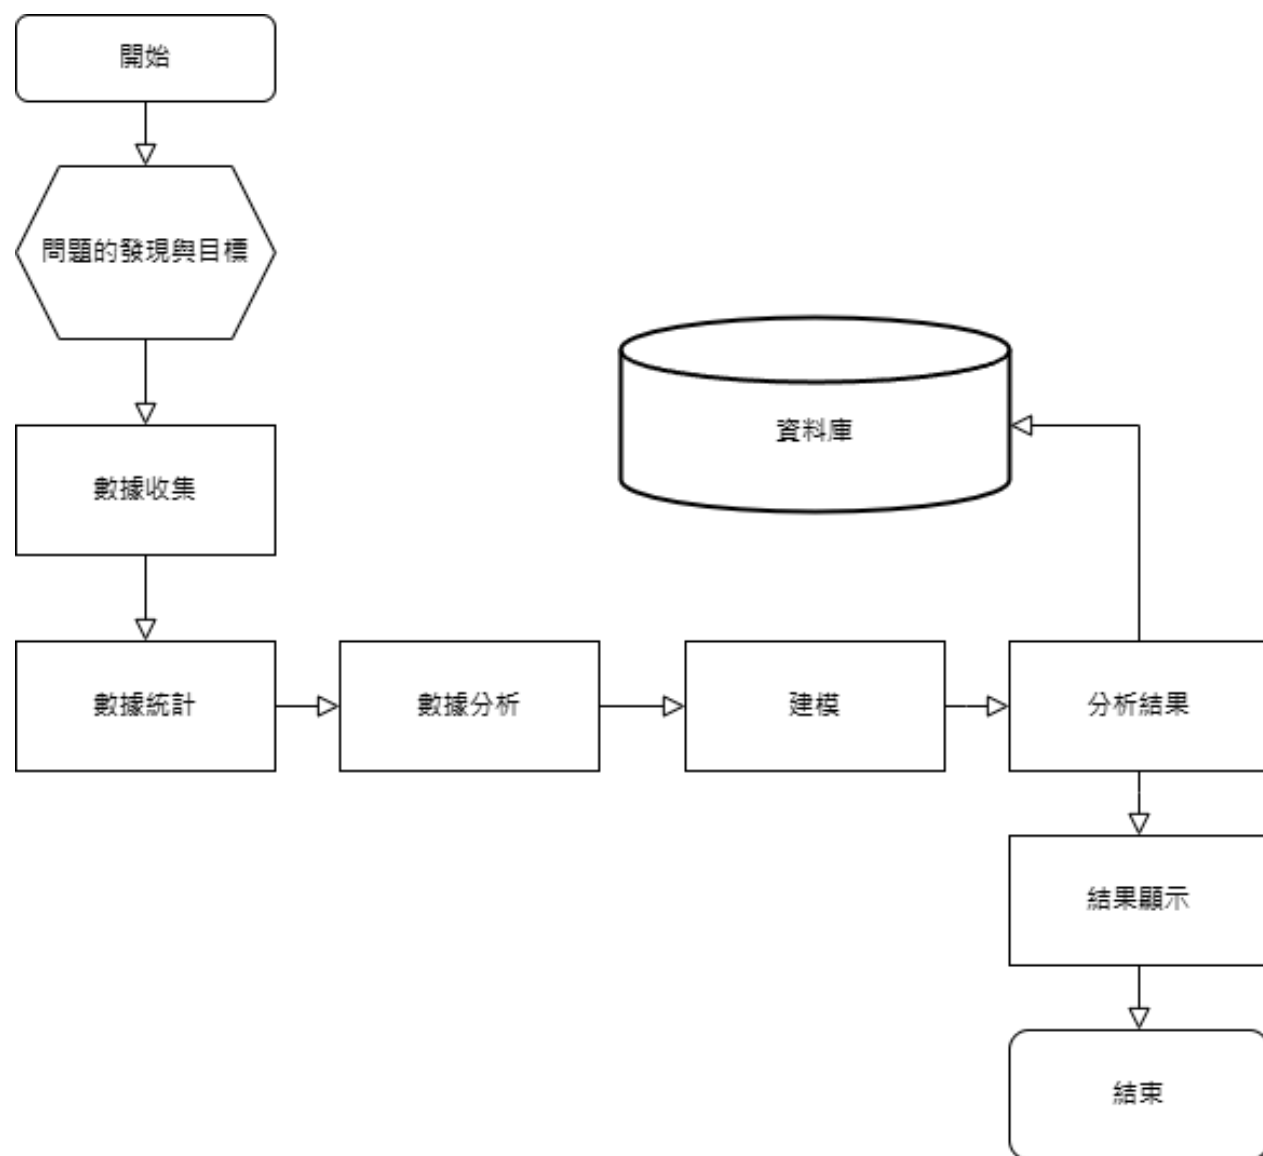 開始
問題的發現與目標
資料庫
數據收集
數據統計
數據分析
建模
分析結果
結果顯示
結束